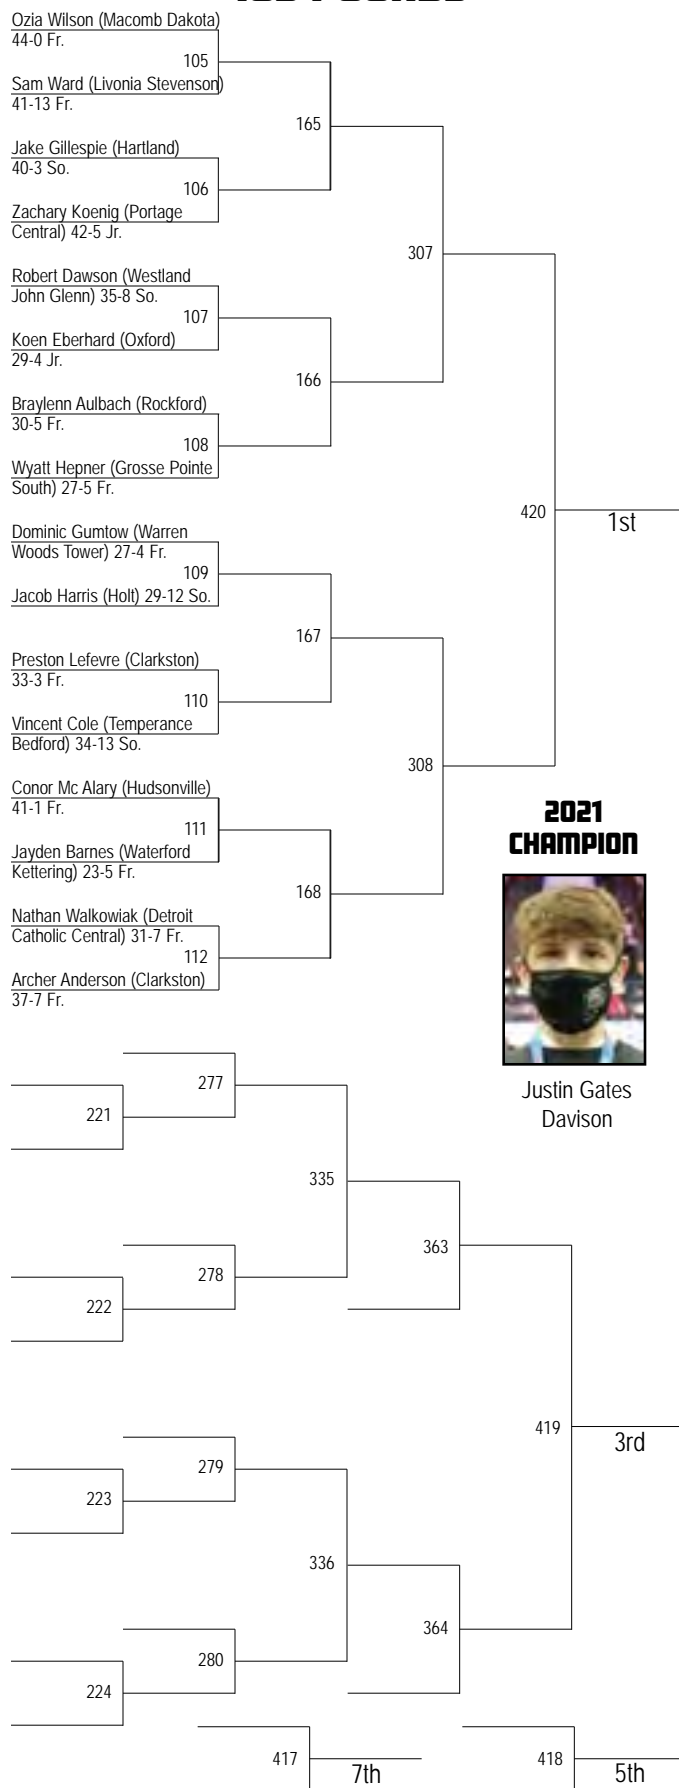 Ozia Wilson (Macomb Dakota)
44-0 Fr.
105
Sam Ward (Livonia Stevenson)
41-13 Fr.
165
Jake Gillespie (Hartland)
40-3 So.
106
Zachary Koenig (Portage
Central) 42-5 Jr.
307
Robert Dawson (Westland
John Glenn) 35-8 So.
107
Koen Eberhard (Oxford)
29-4 Jr.
166
Braylenn Aulbach (Rockford)
30-5 Fr.
108
Wyatt Hepner (Grosse Pointe
South) 27-5 Fr.
420
1st
Dominic Gumtow (Warren
Woods Tower) 27-4 Fr.
109
Jacob Harris (Holt) 29-12 So.
167
Preston Lefevre (Clarkston)
33-3 Fr.
110
Vincent Cole (Temperance
Bedford) 34-13 So.
308
Conor Mc Alary (Hudsonville)
41-1 Fr.
111
Jayden Barnes (Waterford
Kettering) 23-5 Fr.
168
Nathan Walkowiak (Detroit
Catholic Central) 31-7 Fr.
112
Archer Anderson (Clarkston)
37-7 Fr.
2021
CHAMPION
Justin Gates
Davison
277
221
335
363
278
222
419
3rd
279
223
336
364
280
224
417
7th
418
5th